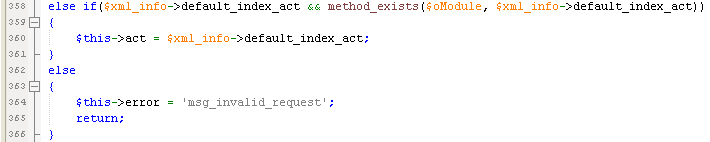 358 else if($xml_info->default_index_act && method_exists($oModule, $xml_info->default_index_act))
359 {
360 $this->act = $xml_info->default_index_act;
361 }
362 else
363 {
364 $this->error = 'msg_invalid_request';
365 return;
366 }